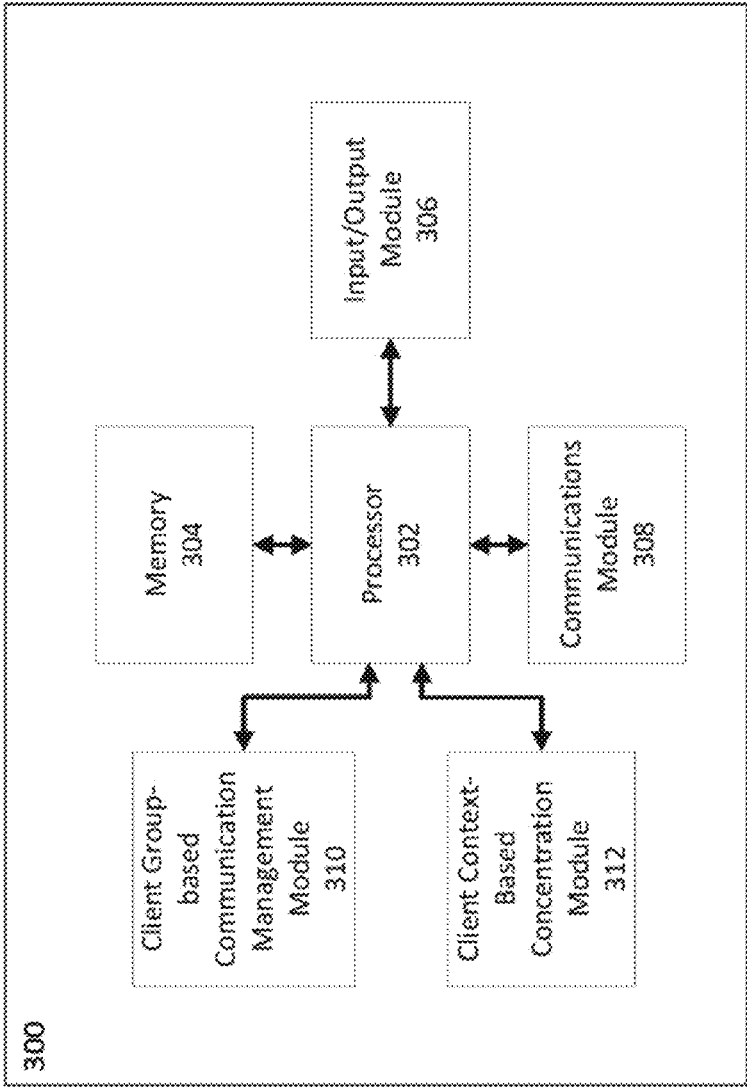 300
Client Group-
based
Communication
Management
Module
310
Client Context-
Based
Concentration
Module
312
Memory
304
Processor
302
Communications
Module
308
Input/Output
Module
306